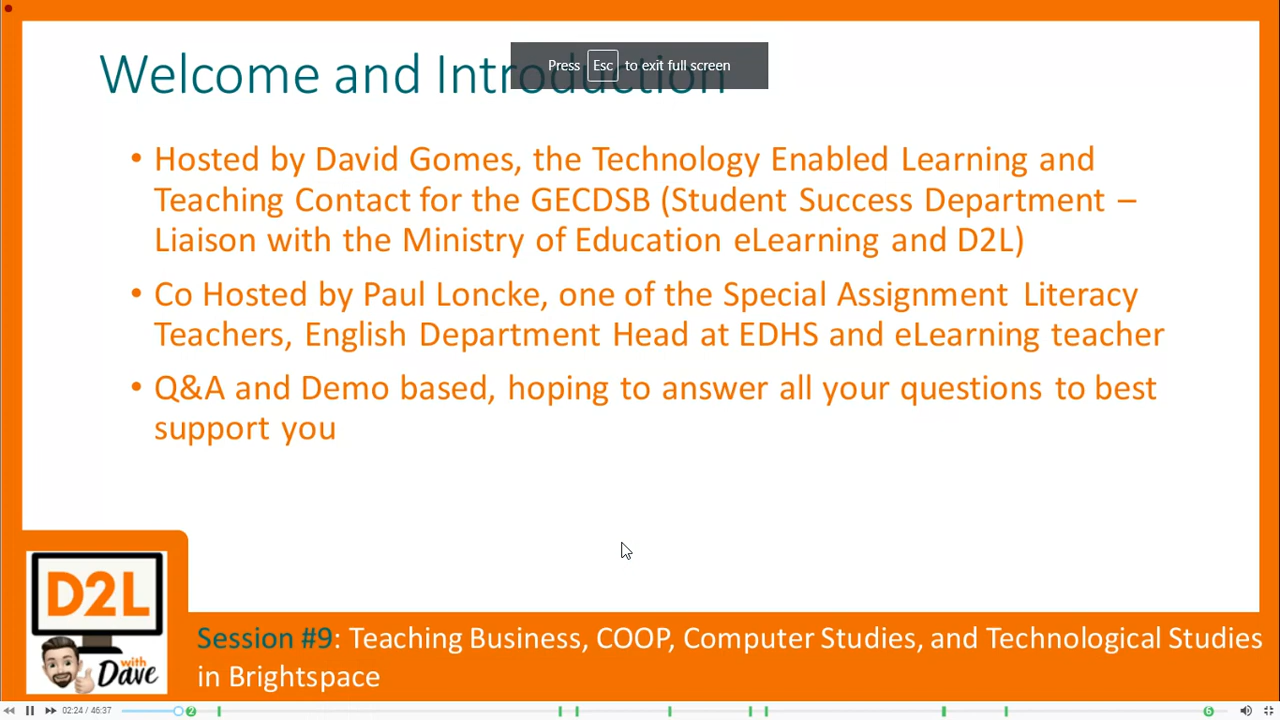 Welcome and Introduction
Press Esc to exit full screen
• Hosted by David Gomes, the Technology Enabled Learning and
Teaching Contact for the GECDSB (Student Success Department –
Liaison with the Ministry of Education eLearning and D2L)
• Co Hosted by Paul Loncke, one of the Special Assignment Literacy
Teachers, English Department Head at EDHS and eLearning teacher
• Q&A and Demo based, hoping to answer all your questions to best
support you
D2L
with
Dave
Session #9: Teaching Business, COOP, Computer Studies, and Technological Studies
in Brightspace
02:24 / 46:37
2
6